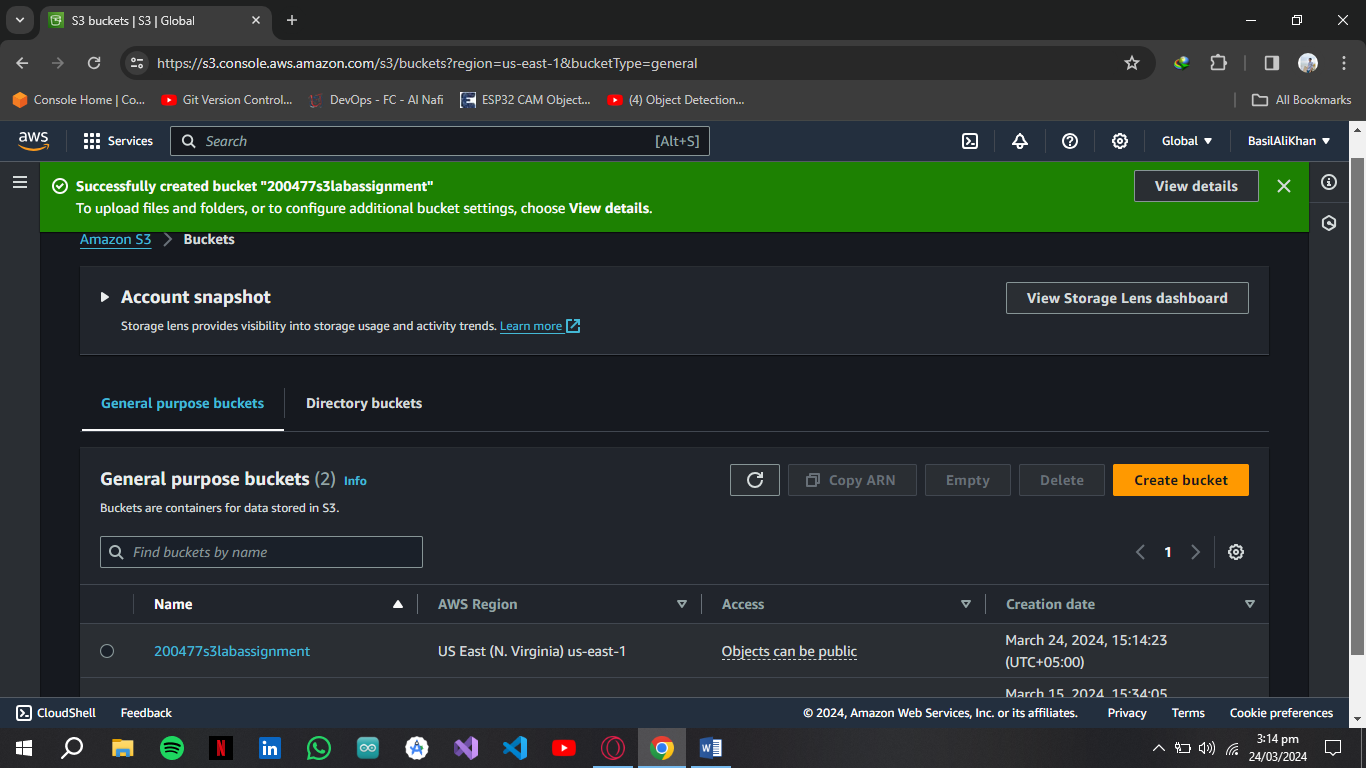 S3 buckets | S3 | Global
https://s3.console.aws.amazon.com/s3/buckets?region=us-east-1&bucketType=general
Console Home | Co...
Git Version Control...
DevOps - FC - Al Nafi
ESP32 CAM Object...
(4) Object Detection...
All Bookmarks
aws
Services
Search
[Alt+S]
Global
BasilAliKhan
Successfully created bucket "200477s3labassignment"
To upload files and folders, or to configure additional bucket settings, choose View details.
View details
Amazon S3
Buckets
Account snapshot
Storage lens provides visibility into storage usage and activity trends. Learn more
View Storage Lens dashboard
General purpose buckets
Directory buckets
General purpose buckets (2) Info
Buckets are containers for data stored in S3.
Copy ARN
Empty
Delete
Create bucket
Find buckets by name
1
Name
AWS Region
Access
Creation date
200477s3labassignment
US East (N. Virginia) us-east-1
Objects can be public
March 24, 2024, 15:14:23
(UTC+05:00)
March 15, 2024, 15:34:05
CloudShell
Feedback
© 2024, Amazon Web Services, Inc. or its affiliates.
Privacy
Terms
Cookie preferences
3:14 pm
24/03/2024